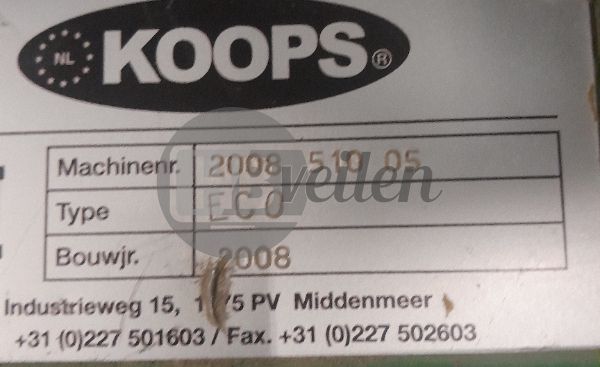 NL KOOPS®
Machinenr. 2008 510 05
Type ECO
Bouwjr. 2008
Industrieweg 15, PV Middenmeer
+31 (0)227 501603 / Fax. +31 (0)227 502603
vellen